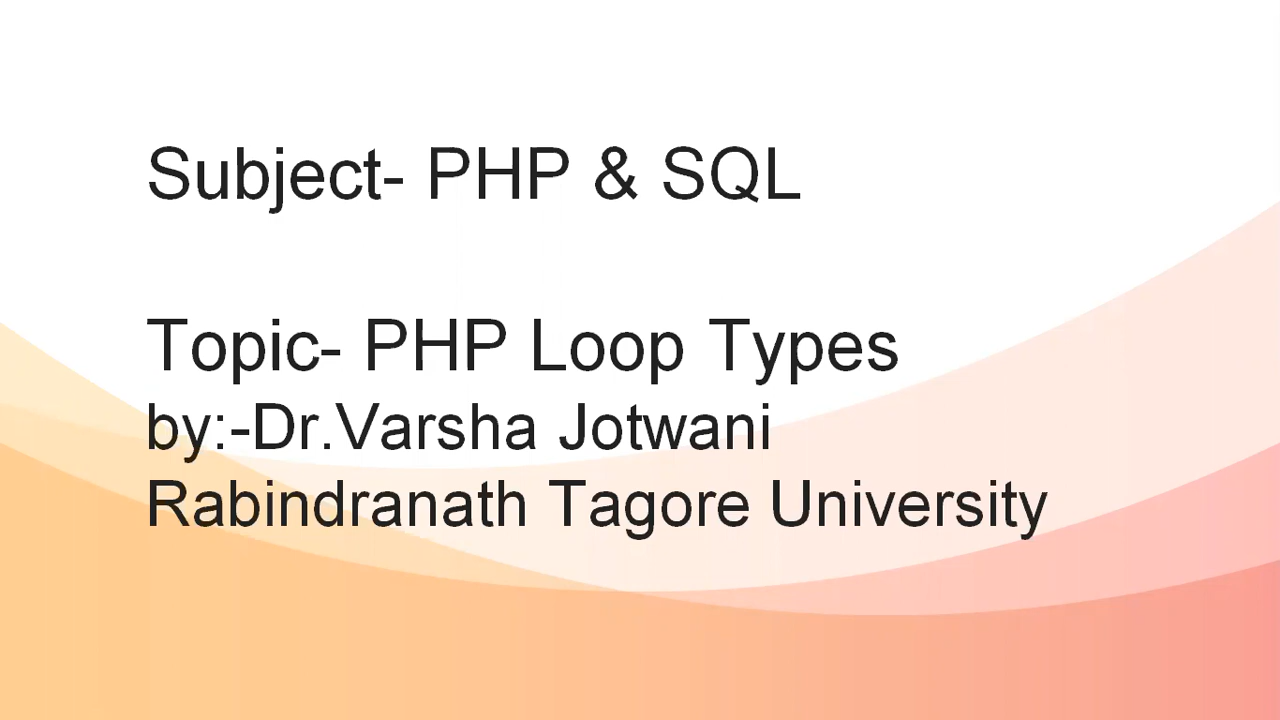 Subject- PHP & SQL
Topic- PHP Loop Types
by:-Dr.Varsha Jotwani
Rabindranath Tagore University